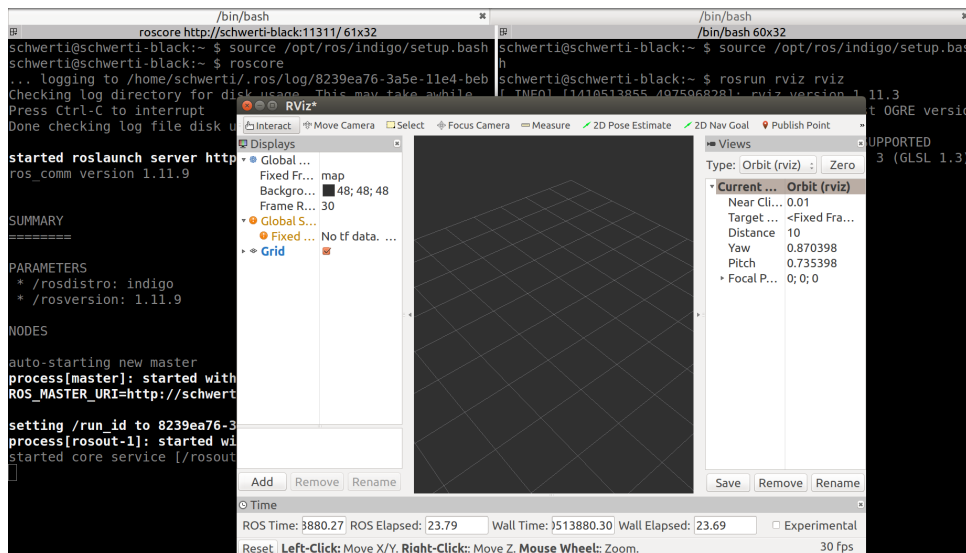 /bin/bash
roscore http://schwerti-black:11311/ 61x32
schwerti@schwerti-black:~ $ source /opt/ros/indigo/setup.bash
schwerti@schwerti-black:~ $ roscore
... logging to /home/schwerti/.ros/log/8239ea76-3a5e-11e4-beb
Checking log directory for disk usage. This may take awhile.
Press Ctrl-C to interrupt
Done checking log file disk u
started roslaunch server http
ros_comm version 1.11.9
SUMMARY
========
PARAMETERS
* /rosdistro: indigo
* /rosversion: 1.11.9
NODES
auto-starting new master
process[master]: started with
ROS_MASTER_URI=http://schwert
setting /run_id to 8239ea76-3
process[rosout-1]: started wi
started core service [/rosout
/bin/bash
/bin/bash 60x32
schwerti@schwerti-black:~ $ source /opt/ros/indigo/setup.bas
h
schwerti@schwerti-black:~ $ rosrun rviz rviz
[ INFO] [1410513855.497596828]: rviz version 1.11.3
t OGRE versio
UPPORTED
3 (GLSL 1.3)
RViz*
Interact Move Camera Select Focus Camera Measure 2D Pose Estimate 2D Nav Goal Publish Point »
Displays
Global ...
Fixed Fr... map
Backgro... 48; 48; 48
Frame R... 30
Global S...
Fixed ... No tf data. ...
Grid
Add Remove Rename
Views
Type: Orbit (rviz) Zero
Current ... Orbit (rviz)
Near Cli... 0.01
Target ... <Fixed Fra...
Distance 10
Yaw 0.870398
Pitch 0.735398
Focal P... 0; 0; 0
Save Remove Rename
Time
ROS Time: 3880.27 ROS Elapsed: 23.79 Wall Time: 0513880.30 Wall Elapsed: 23.69 Experimental
Reset Left-Click: Move X/Y. Right-Click:: Move Z. Mouse Wheel:: Zoom. 30 fps